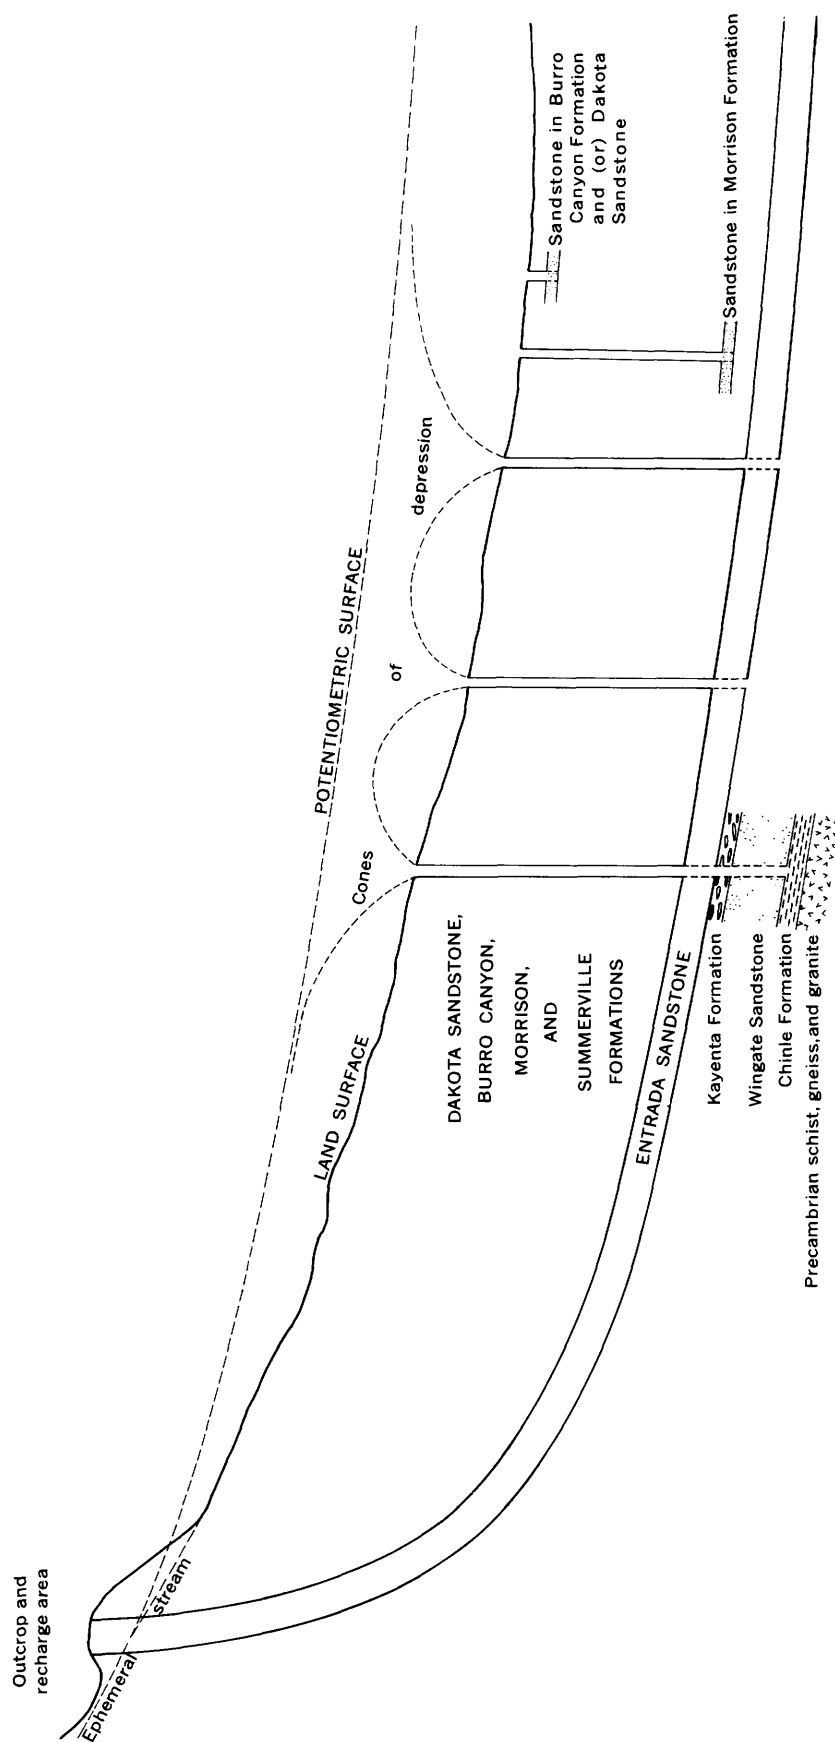 Outcrop and
recharge area
Ephemeral stream
POTENTIOMETRIC SURFACE
LAND SURFACE
Cones of depression
DAKOTA SANDSTONE,
BURRO CANYON,
MORRISON,
AND
SUMMERVILLE
FORMATIONS
ENTRADA SANDSTONE
Kayenta Formation
Wingate Sandstone
Chinle Formation
Precambrian schist, gneiss, and granite
Sandstone in Burro
Canyon Formation
and (or) Dakota
Sandstone
Sandstone in Morrison Formation